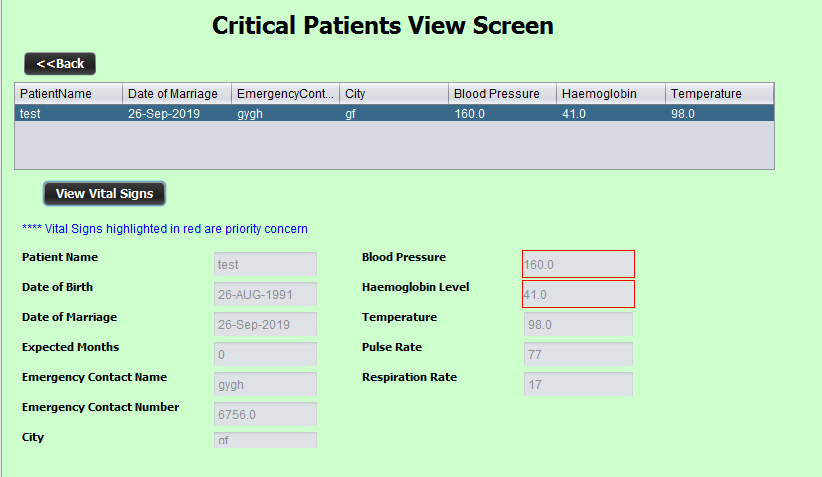 Critical Patients View Screen
<<Back
PatientName Date of Marriage EmergencyCont... City Blood Pressure Haemoglobin Temperature
test 26-Sep-2019 gygh gf 160.0 41.0 98.0
View Vital Signs
**** Vital Signs highlighted in red are priority concern
Patient Name test Blood Pressure 160.0
Date of Birth 26-AUG-1991 Haemoglobin Level 41.0
Date of Marriage 26-Sep-2019 Temperature 98.0
Expected Months 0 Pulse Rate 77
Emergency Contact Name gygh Respiration Rate 17
Emergency Contact Number 6756.0
City gf